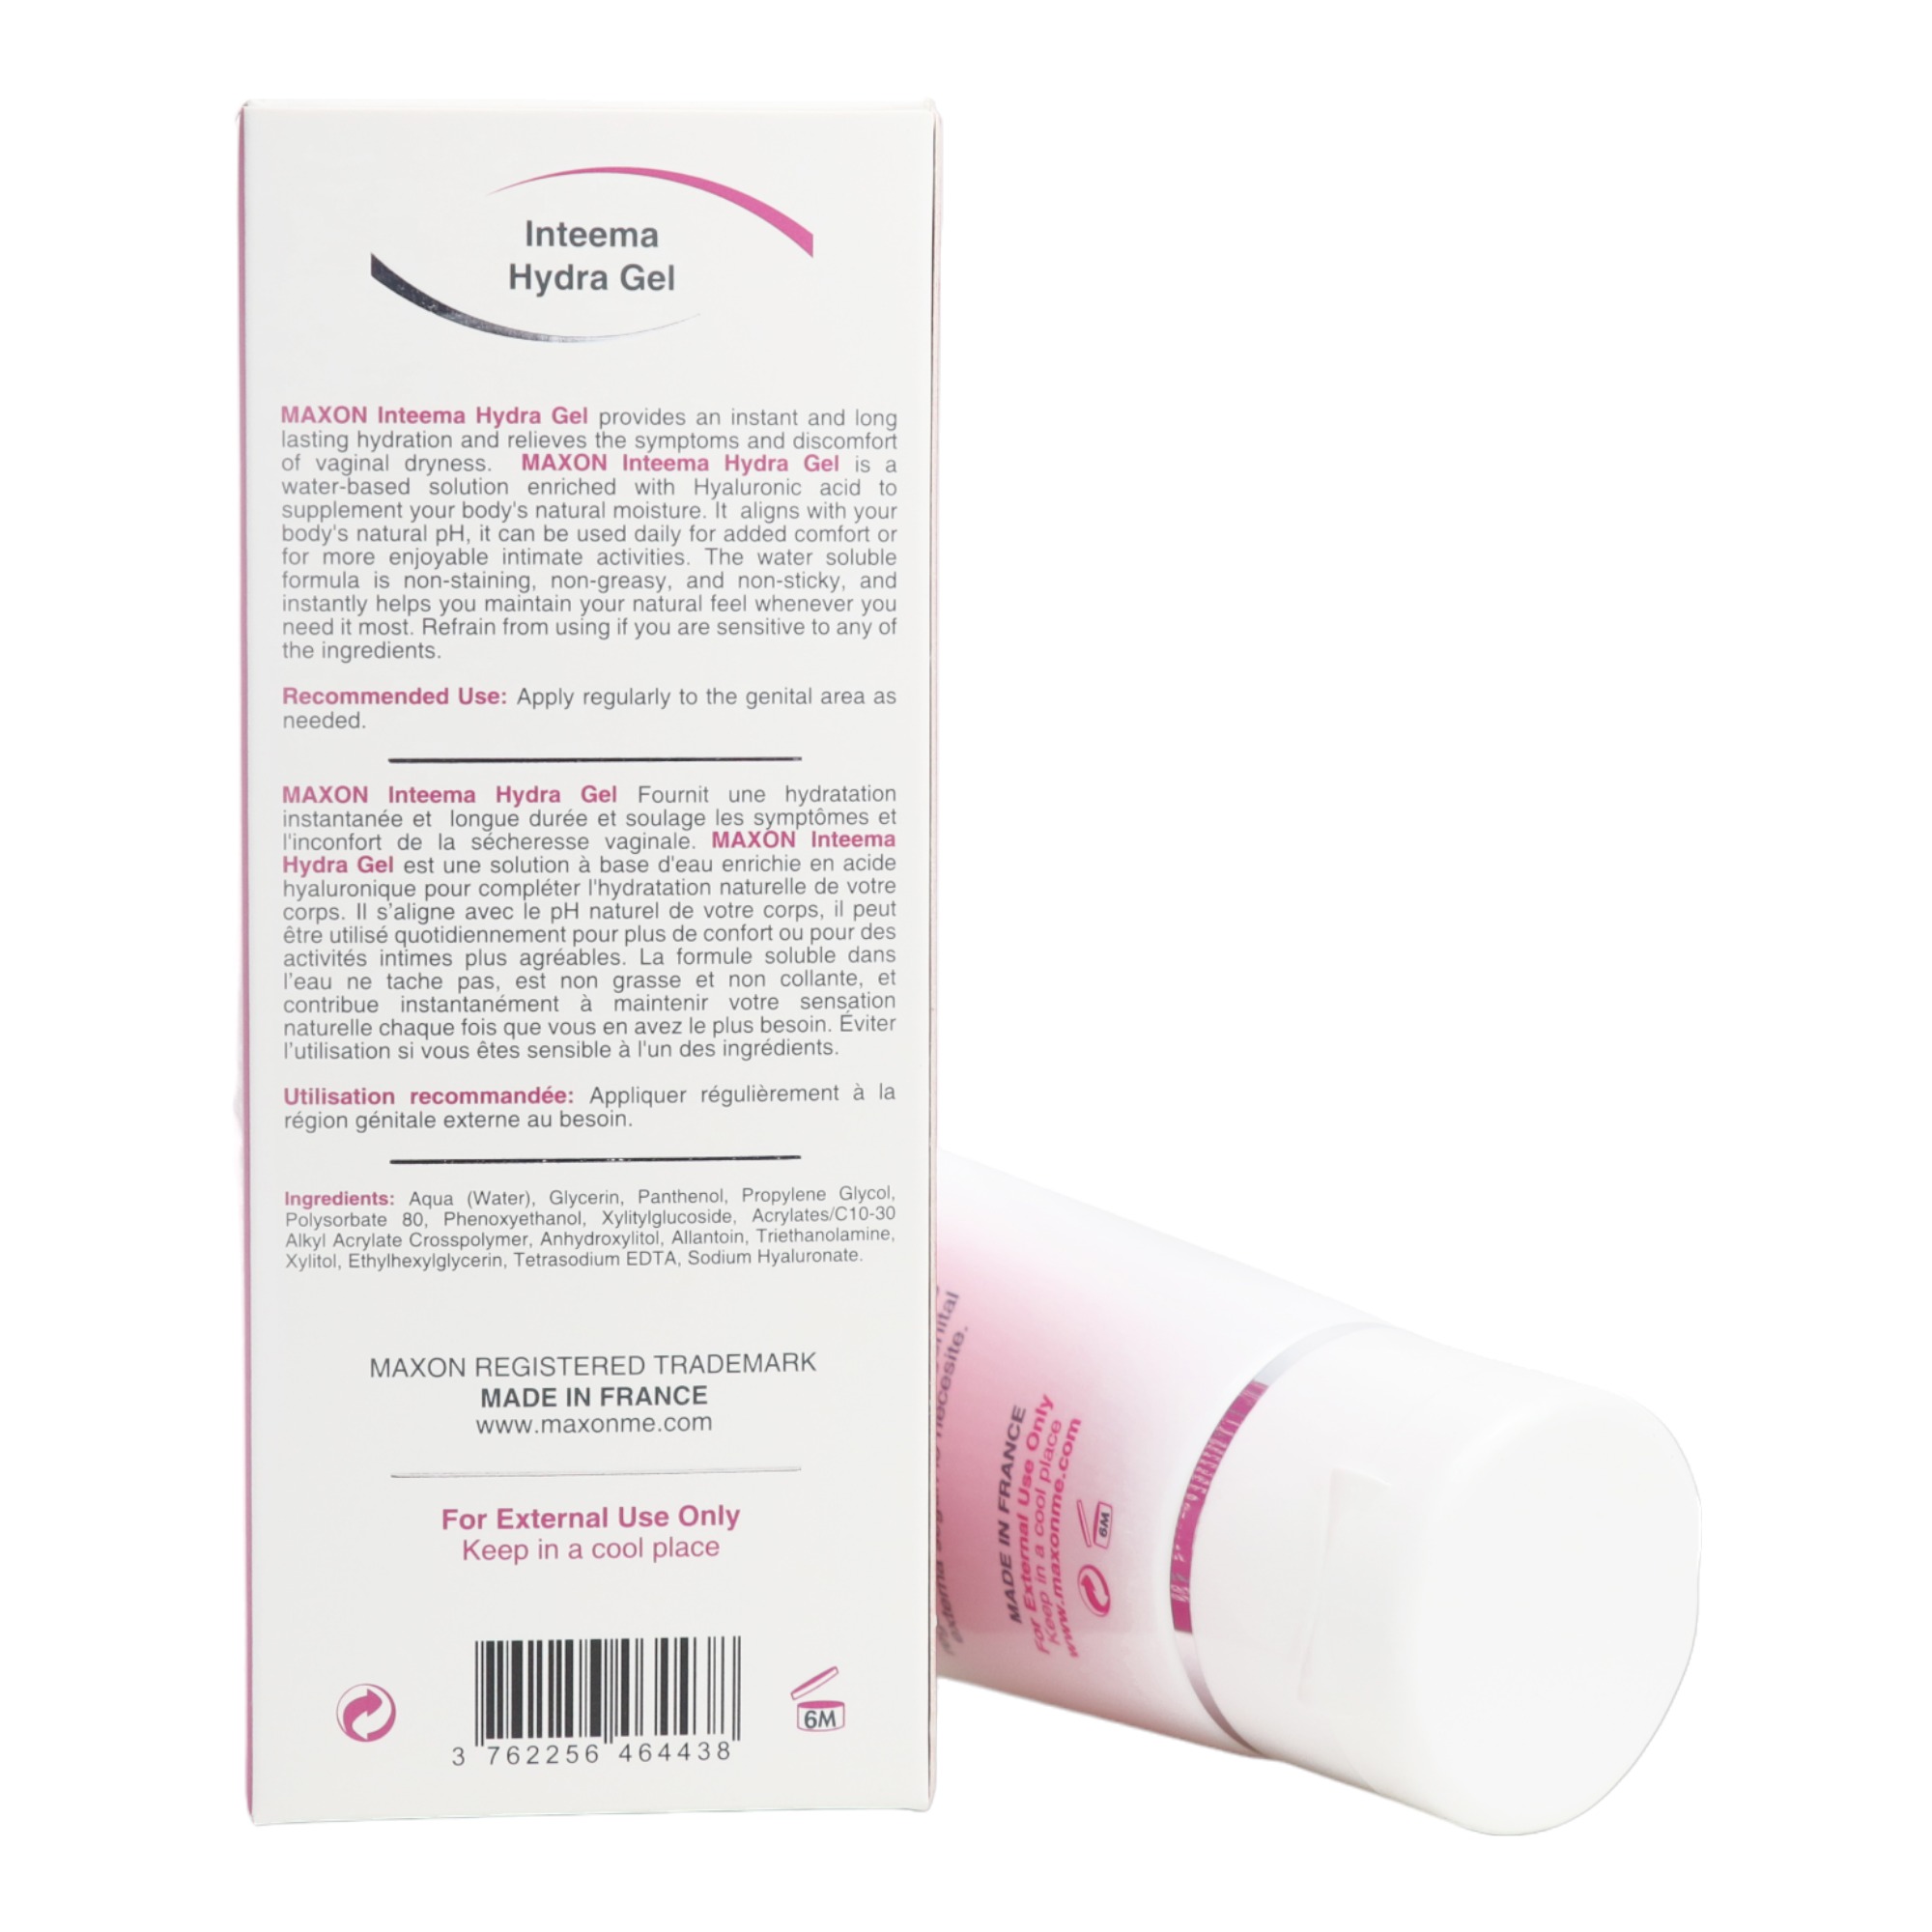 Inteema
Hydra Gel
MAXON Inteema Hydra Gel provides an instant and long
lasting hydration and relieves the symptoms and discomfort
of vaginal dryness. MAXON Inteema Hydra Gel is a
water-based solution enriched with Hyaluronic acid to
supplement your body's natural moisture. It aligns with your
body's natural pH, it can be used daily for added comfort or
for more enjoyable intimate activities. The water soluble
formula is non-staining, non-greasy, and non-sticky, and
instantly helps you maintain your natural feel whenever you
need it most. Refrain from using if you are sensitive to any of
the ingredients.
Recommended Use: Apply regularly to the genital area as
needed.
MAXON Inteema Hydra Gel Fournit une hydratation
instantanée et longue durée et soulage les symptômes et
l'inconfort de la sécheresse vaginale. MAXON Inteema
Hydra Gel est une solution à base d'eau enrichie en acide
hyaluronique pour compléter l'hydratation naturelle de votre
corps. Il s'aligne avec le pH naturel de votre corps, il peut
être utilisé quotidiennement pour plus de confort ou pour des
activités intimes plus agréables. La formule soluble dans
l'eau ne tache pas, est non grasse et non collante, et
contribue instantanément à maintenir votre sensation
naturelle chaque fois que vous en avez le plus besoin. Éviter
l'utilisation si vous êtes sensible à l'un des ingrédients.
Utilisation recommandée: Appliquer régulièrement à la
région génitale externe au besoin.
Ingredients: Aqua (Water), Glycerin, Panthenol, Propylene Glycol,
Polysorbate 80, Phenoxyethanol, Xylitylglucoside, Acrylates/C10-30
Alkyl Acrylate Crosspolymer, Anhydroxylitol, Allantoin, Triethanolamine,
Xylitol, Ethylhexylglycerin, Tetrasodium EDTA, Sodium Hyaluronate.
MAXON REGISTERED TRADEMARK
MADE IN FRANCE
www.maxonme.com
For External Use Only
Keep in a cool place
6M
3 762256 464438
MADE IN FRANCE
For External Use Only
Keep in a cool place
www.maxonme.com
6M